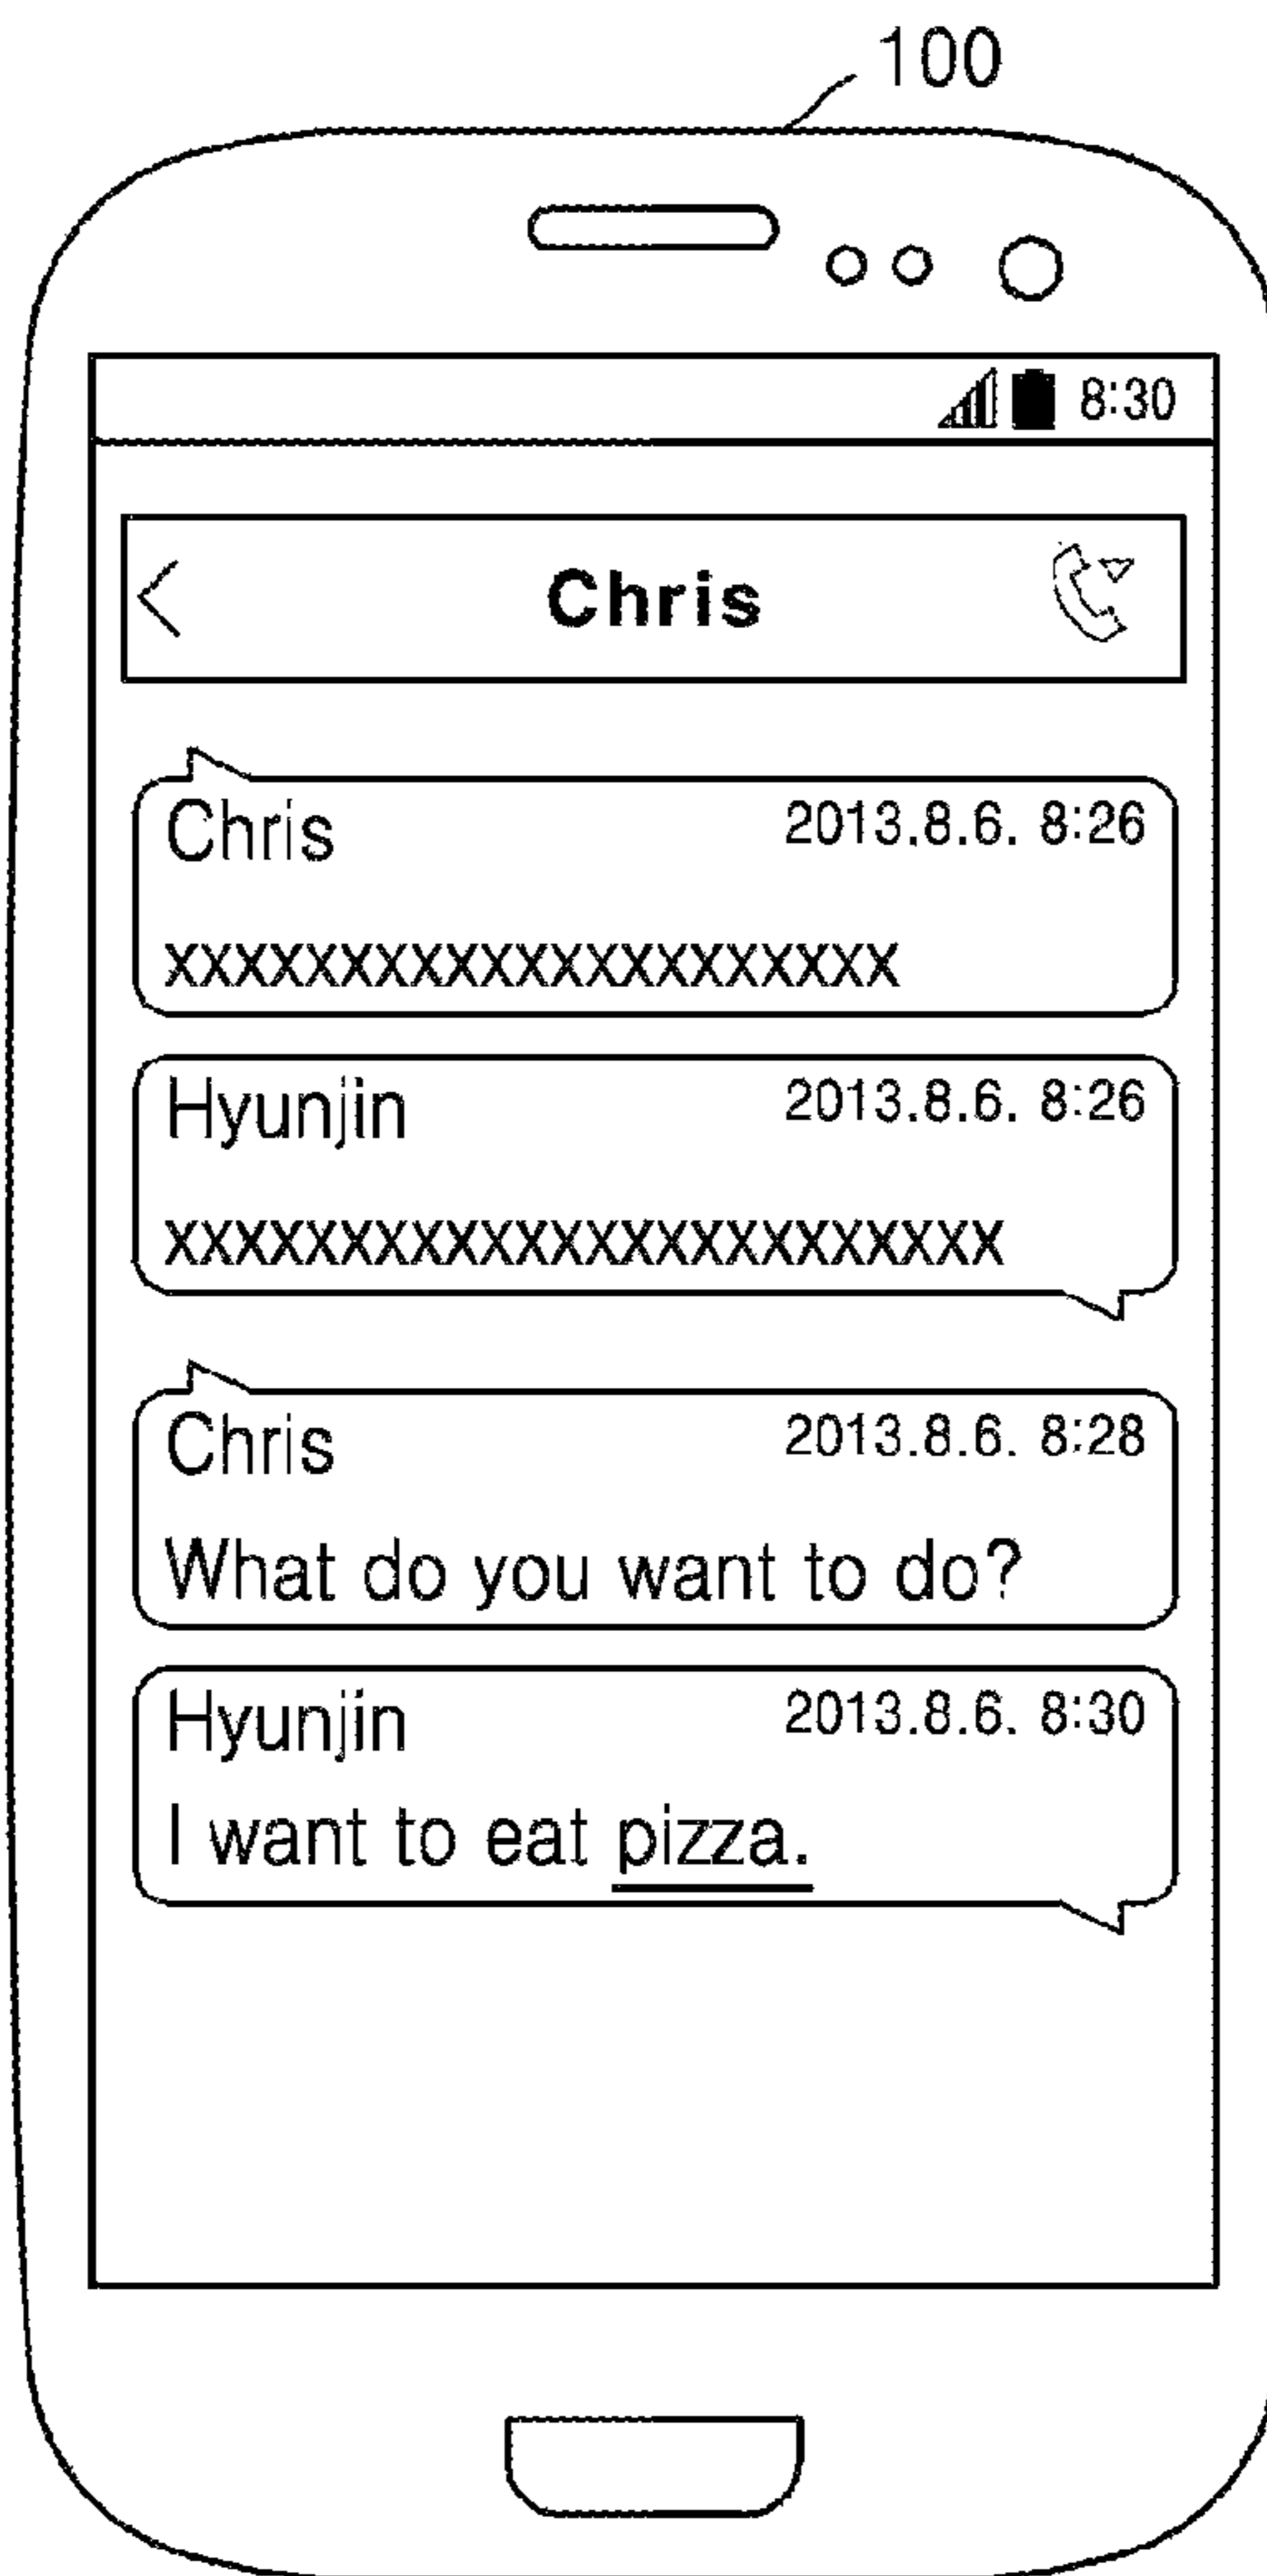 100
8:30
Chris
Chris 2013.8.6. 8:26
xxxxxxxxxxxxxxxxxxxxx
Hyunjin 2013.8.6. 8:26
xxxxxxxxxxxxxxxxxxxxxxxx
Chris 2013.8.6. 8:28
What do you want to do?
Hyunjin 2013.8.6. 8:30
I want to eat pizza.